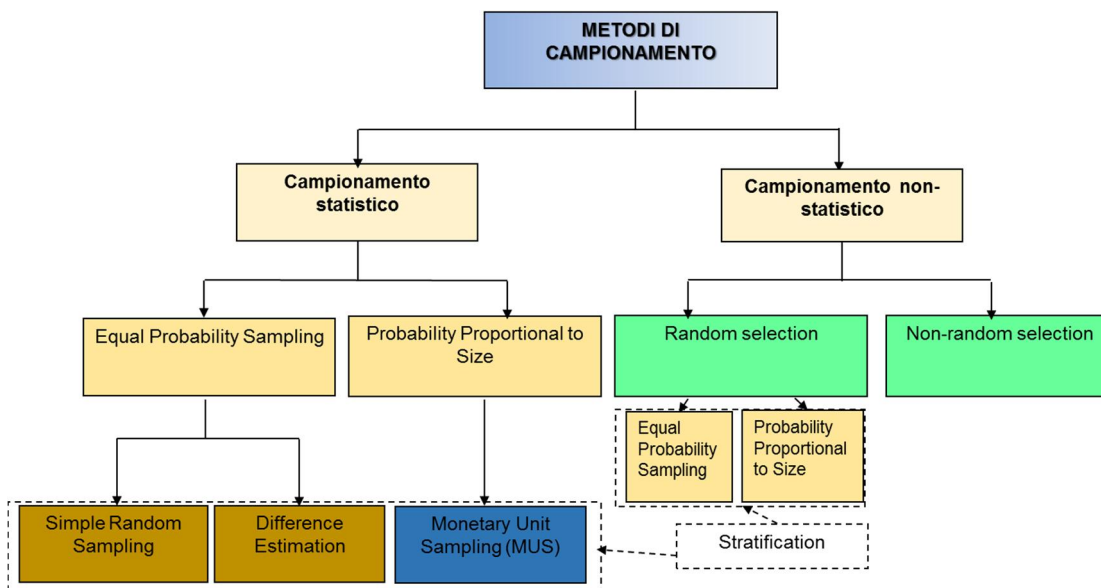 METODI DI
CAMPIONAMENTO
Campionamento
statistico
Campionamento non-
statistico
Equal Probability Sampling
Probability Proportional to
Size
Random selection
Non-random selection
Equal
Probability
Sampling
Probability
Proportional
to Size
Simple Random
Sampling
Difference
Estimation
Monetary Unit
Sampling (MUS)
Stratification